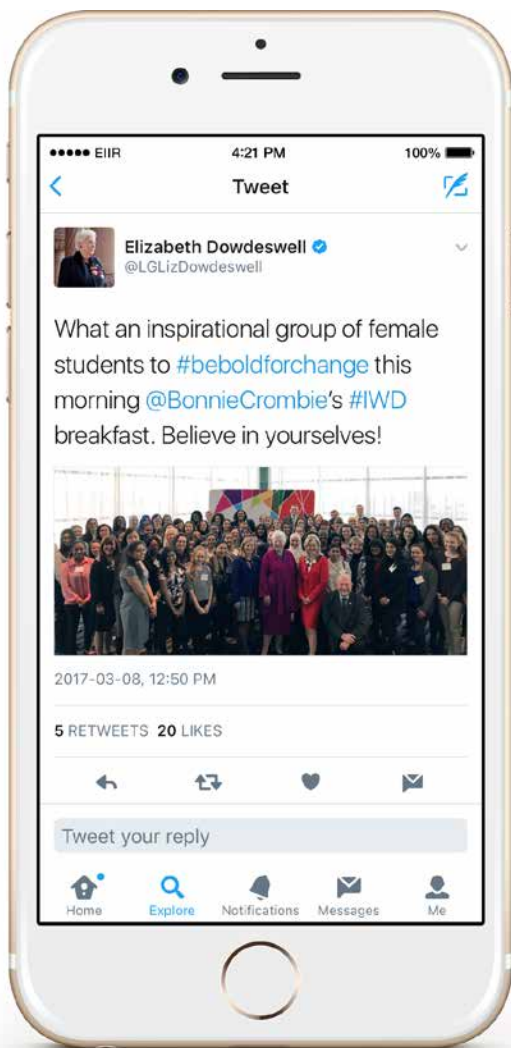 EIIR 4:21 PM 100%
Tweet
Elizabeth Dowdeswell
@LGLizDowdeswell
What an inspirational group of female
students to #beboldforchange this
morning @BonnieCrombie's #IWD
breakfast. Believe in yourselves!
2017-03-08, 12:50 PM
5 RETWEETS 20 LIKES
Tweet your reply
Home Explore Notifications Messages Me